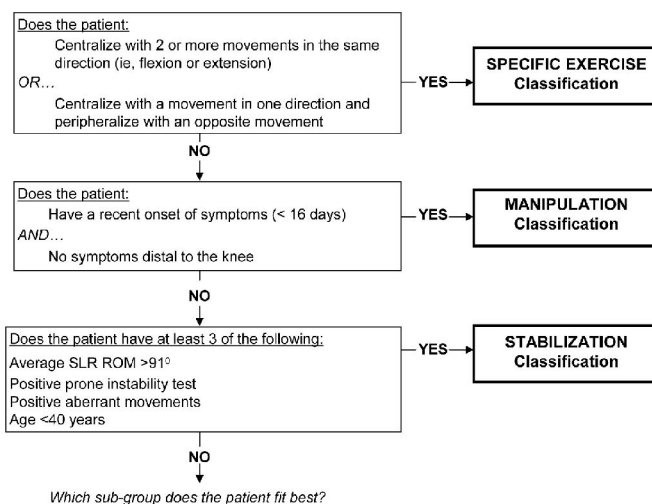 Does the patient:
Centralize with 2 or more movements in the same
direction (ie, flexion or extension)
OR…
Centralize with a movement in one direction and
peripheralize with an opposite movement
YES
SPECIFIC EXERCISE
Classification
NO
Does the patient:
Have a recent onset of symptoms (< 16 days)
AND…
No symptoms distal to the knee
YES
MANIPULATION
Classification
NO
Does the patient have at least 3 of the following:
Average SLR ROM >91⁰
Positive prone instability test
Positive aberrant movements
Age <40 years
YES
STABILIZATION
Classification
NO
Which sub-group does the patient fit best?